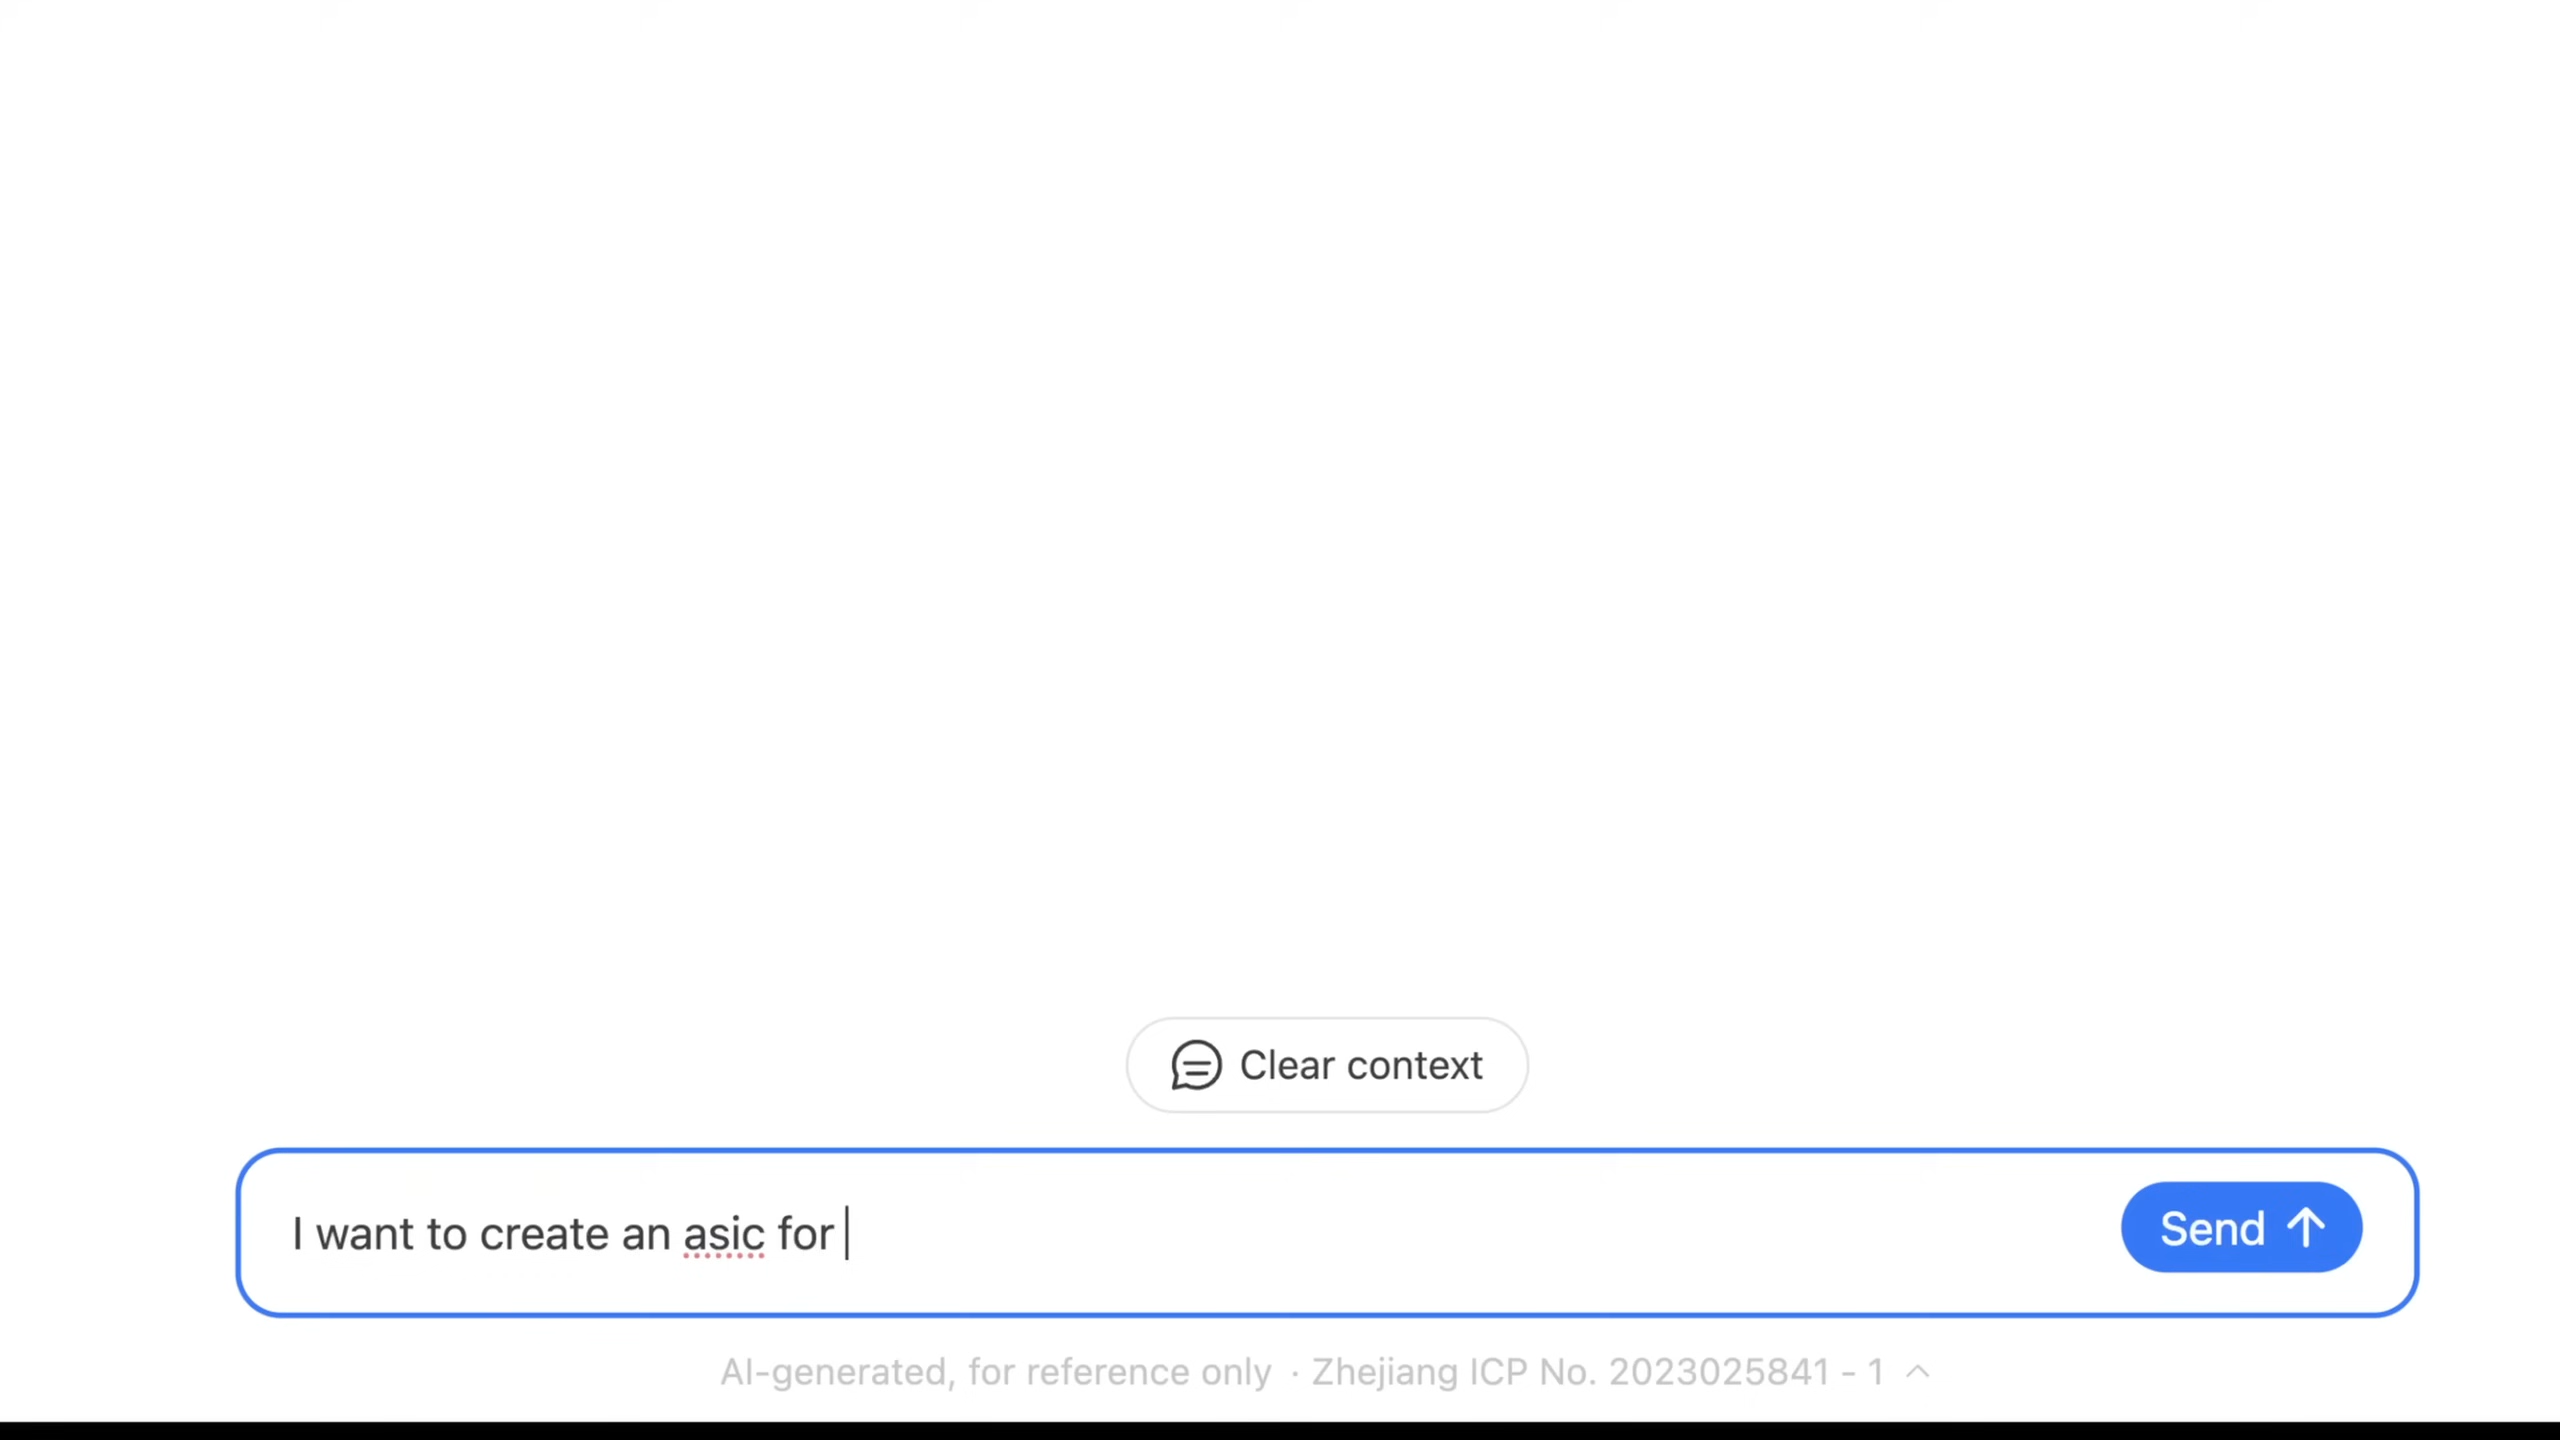 Clear context
I want to create an asic for
Send
AI-generated, for reference only · Zhejiang ICP No. 2023025841 - 1